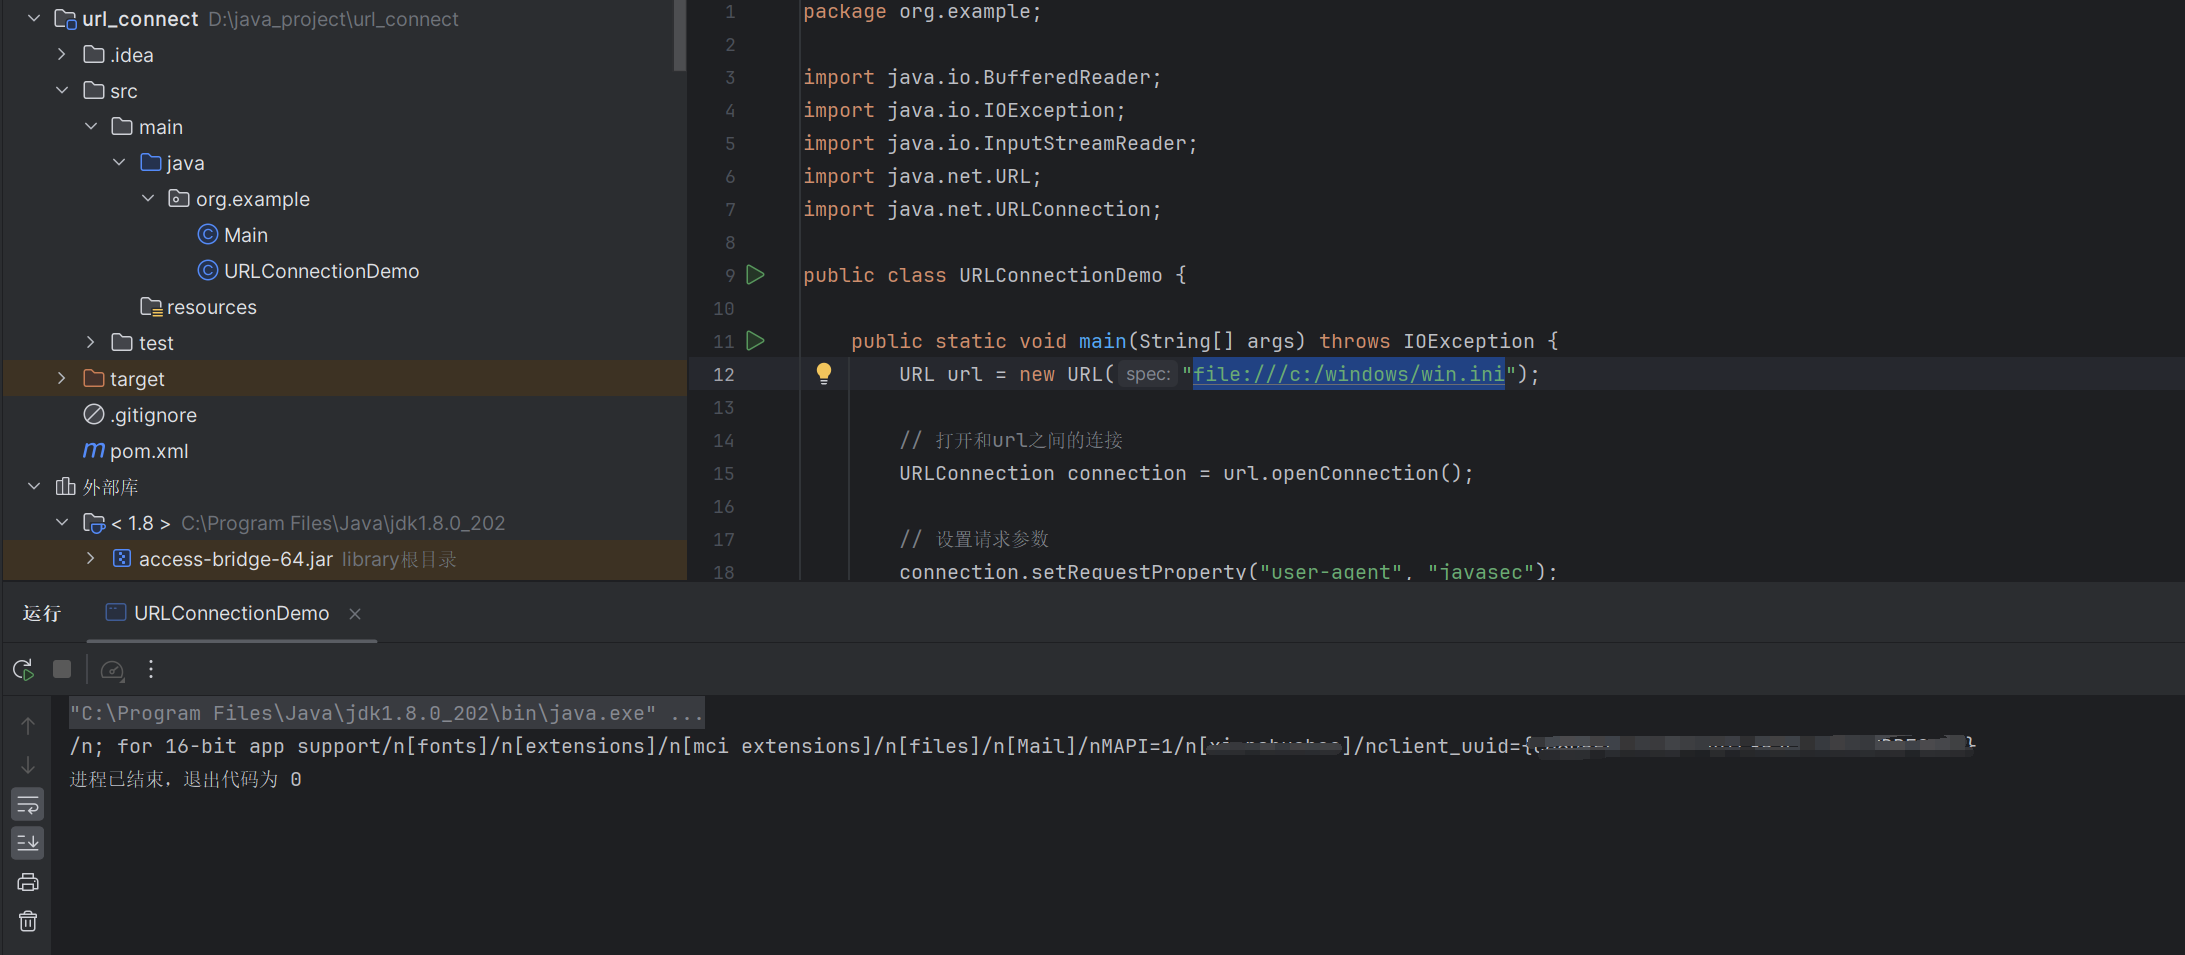 url_connect D:\java_project\url_connect
.idea
src
main
java
org.example
Main
URLConnectionDemo
resources
test
target
.gitignore
pom.xml
外部库
< 1.8 > C:\Program Files\Java\jdk1.8.0_202
access-bridge-64.jar library根目录
1 package org.example;
2
3 import java.io.BufferedReader;
4 import java.io.IOException;
5 import java.io.InputStreamReader;
6 import java.net.URL;
7 import java.net.URLConnection;
8
9 public class URLConnectionDemo {
10
11 public static void main(String[] args) throws IOException {
12 URL url = new URL( spec: "file:///c:/windows/win.ini");
13
14 // 打开和url之间的连接
15 URLConnection connection = url.openConnection();
16
17 // 设置请求参数
18 connection.setRequestProperty("user-agent", "javasec");
运行 URLConnectionDemo
"C:\Program Files\Java\jdk1.8.0_202\bin\java.exe" ...
/n; for 16-bit app support/n[fonts]/n[extensions]/n[mci extensions]/n[files]/n[Mail]/nMAPI=1/n[ ]/nclient_uuid={ }
进程已结束，退出代码为 0